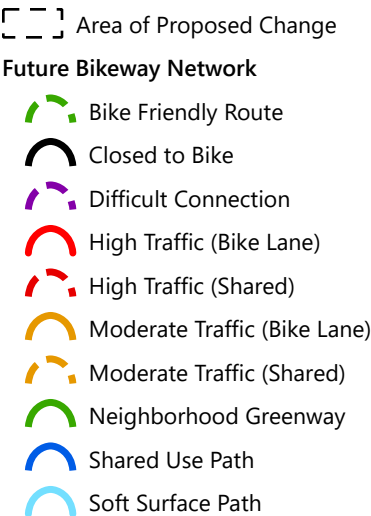 Area of Proposed Change
Future Bikeway Network
Bike Friendly Route
Closed to Bike
Difficult Connection
High Traffic (Bike Lane)
High Traffic (Shared)
Moderate Traffic (Bike Lane)
Moderate Traffic (Shared)
Neighborhood Greenway
Shared Use Path
Soft Surface Path